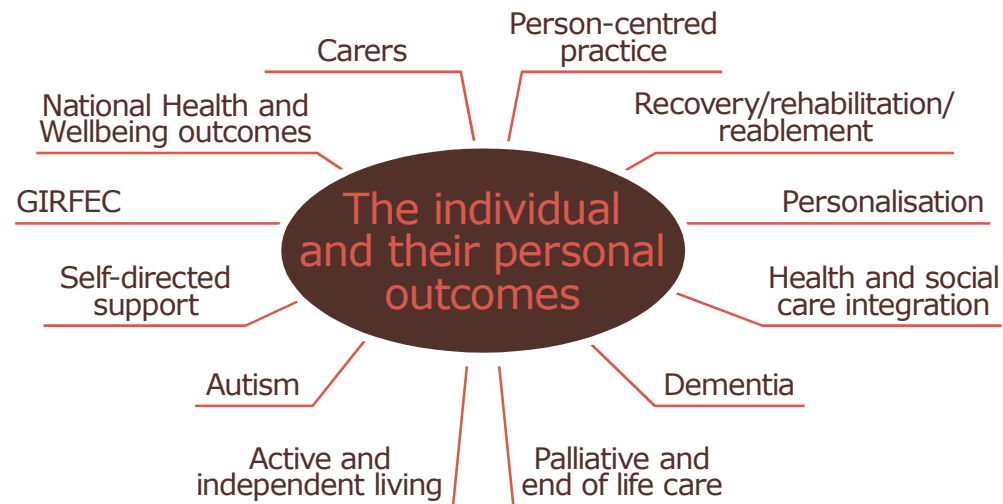 Carers
Person-centred
practice
National Health and
Wellbeing outcomes
Recovery/rehabilitation/
reablement
GIRFEC
The individual
and their personal
outcomes
Personalisation
Self-directed
support
Health and social
care integration
Autism
Dementia
Active and
independent living
Palliative and
end of life care